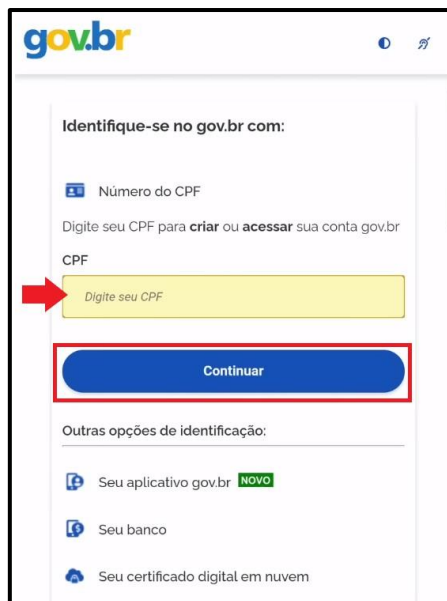 gov.br
Identifique-se no gov.br com:
Número do CPF
Digite seu CPF para criar ou acessar sua conta gov.br
CPF
Digite seu CPF
Continuar
Outras opções de identificação:
Seu aplicativo gov.br NOVO
Seu banco
Seu certificado digital em nuvem